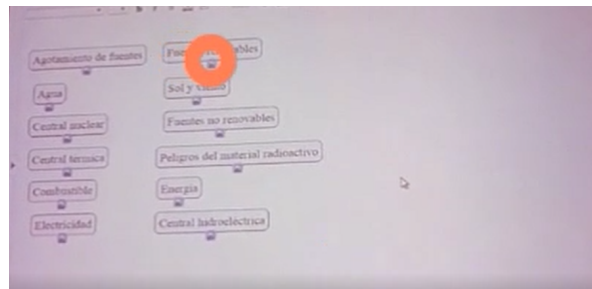 Agotamiento de fuentes
Agua
Central nuclear
Central térmica
Combustible
Electricidad
Sol y
Fuentes no renovables
Peligros del material radioactivo
Energía
Central hidroeléctrica